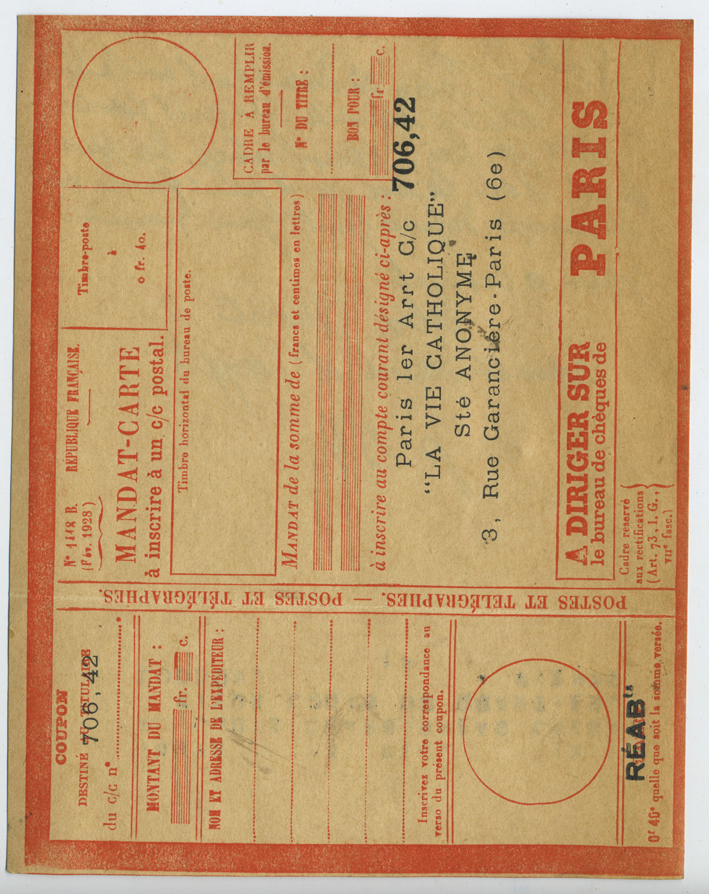 COUPON
DESTINÉ AU TITULAIRE
du c/c n° 706,42
MONTANT DU MANDAT :
fr. c.
NOM ET ADRESSE DE L'EXPÉDITEUR :
Inscrivez votre correspondance au
verso du présent coupon.
RÉAB
0f 40c quelle que soit la somme versée.
POSTES ET TÉLÉGRAPHES. — POSTES ET TÉLÉGRAPHES.
N° 1418 B.
(Fév. 1928)
RÉPUBLIQUE FRANÇAISE.
Timbre-poste
à
0 fr. 40.
MANDAT-CARTE
à inscrire à un c/c postal.
Timbre horizontal du bureau de poste.
CADRE À REMPLIR
par le bureau d'émission.
N° DU TITRE :
BON POUR :
fr. c.
MANDAT de la somme de (francs et centimes en lettres)
à inscrire au compte courant désigné ci-après :
Paris 1er Arrt C/c 706,42
“LA VIE CATHOLIQUE”
Sté ANONYME
3, Rue Garancière-Paris (6e)
A DIRIGER SUR
le bureau de chèques de PARIS
Cadre réservé
aux rectifications
(Art. 73, I. G.,
VIIe fasc.)